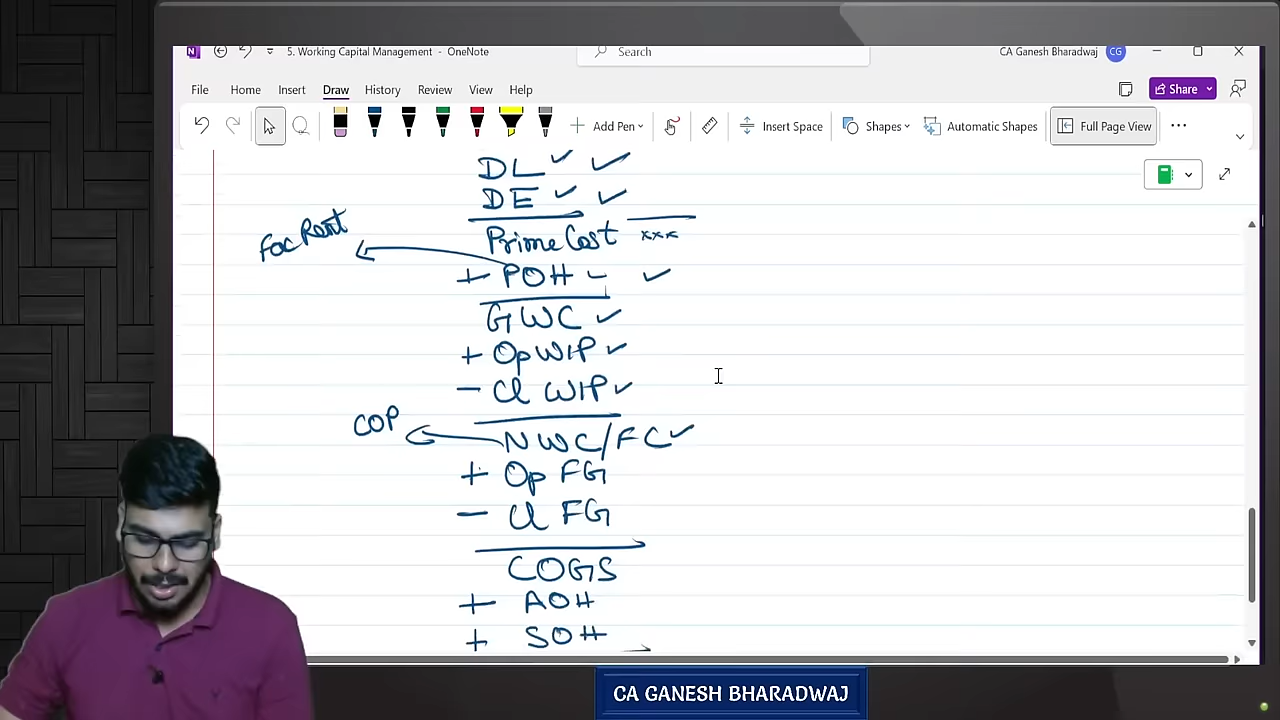 5. Working Capital Management - OneNote
Search
CA Ganesh Bharadwaj CG
File Home Insert Draw History Review View Help
Share
Add Pen
Insert Space
Shapes
Automatic Shapes
Full Page View
DL ✓ ✓
DE ✓ ✓
Fac Rent
Prime Cost xxx
+ POH ✓
GWC ✓
+ Op WIP ✓
- Cl WIP ✓
COP
NWC/FC ✓
+ Op FG
- Cl FG
COGS
+ AOH
+ SOH
CA GANESH BHARADWAJ